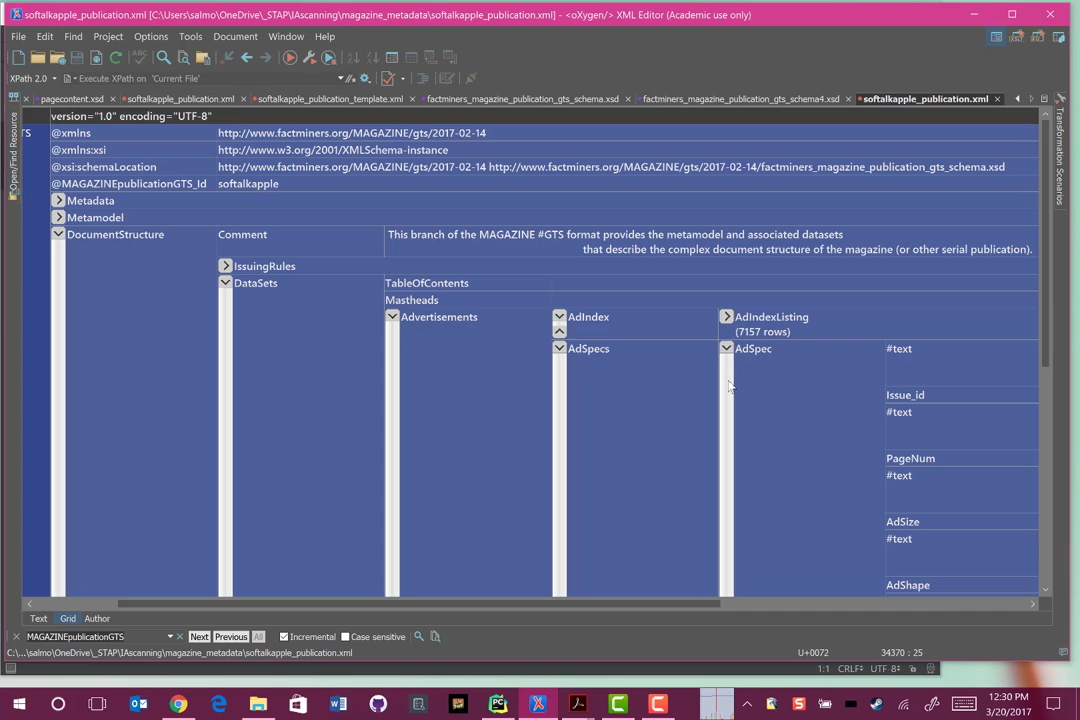 softalkapple_publication.xml [C:\Users\salmo\OneDrive\_STAP\IAscanning\magazine_metadata\softalkapple_publication.xml] - <oXygen/> XML Editor (Academic use only)
File Edit Find Project Options Tools Document Window Help
XPath 2.0 Execute XPath on 'Current File'
pagecontent.xsd softalkapple_publication.xml softalkapple_publication_template.xml factminers_magazine_publication_gts_schema.xsd factminers_magazine_publication_gts_schema4.xsd softalkapple_publication.xml
Open/Find Resource
Transformation Scenarios
version="1.0" encoding="UTF-8"
TS @xmlns http://www.factminers.org/MAGAZINE/gts/2017-02-14
@xmlns:xsi http://www.w3.org/2001/XMLSchema-instance
@xsi:schemaLocation http://www.factminers.org/MAGAZINE/gts/2017-02-14 http://www.factminers.org/MAGAZINE/gts/2017-02-14/factminers_magazine_publication_gts_schema.xsd
@MAGAZINEpublicationGTS_Id softalkapple
Metadata
Metamodel
DocumentStructure Comment This branch of the MAGAZINE #GTS format provides the metamodel and associated datasets
that describe the complex document structure of the magazine (or other serial publication).
IssuingRules
DataSets TableOfContents
Mastheads
Advertisements AdIndex AdIndexListing
(7157 rows)
AdSpecs AdSpec #text
Issue_id
#text
PageNum
#text
AdSize
#text
AdShape
Text Grid Author
MAGAZINEpublicationGTS Next Previous All Incremental Case sensitive
C:\...\salmo\OneDrive\_STAP\IAscanning\magazine_metadata\softalkapple_publication.xml U+0072 34370 : 25
1:1 CRLF UTF-8
12:30 PM
3/20/2017